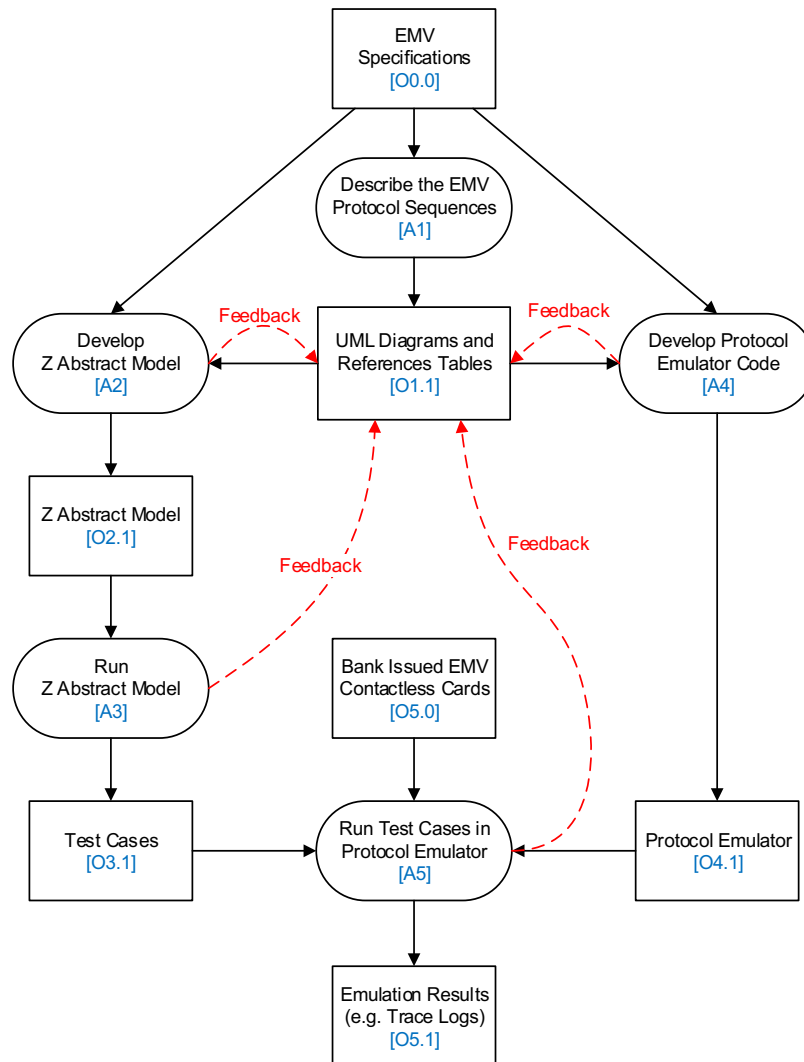 EMV
Specifications
[O0.0]
Describe the EMV
Protocol Sequences
[A1]
Feedback
Feedback
Develop
Z Abstract Model
[A2]
UML Diagrams and
References Tables
[O1.1]
Develop Protocol
Emulator Code
[A4]
Z Abstract Model
[O2.1]
Feedback
Feedback
Run
Z Abstract Model
[A3]
Bank Issued EMV
Contactless Cards
[O5.0]
Test Cases
[O3.1]
Run Test Cases in
Protocol Emulator
[A5]
Protocol Emulator
[O4.1]
Emulation Results
(e.g. Trace Logs)
[O5.1]